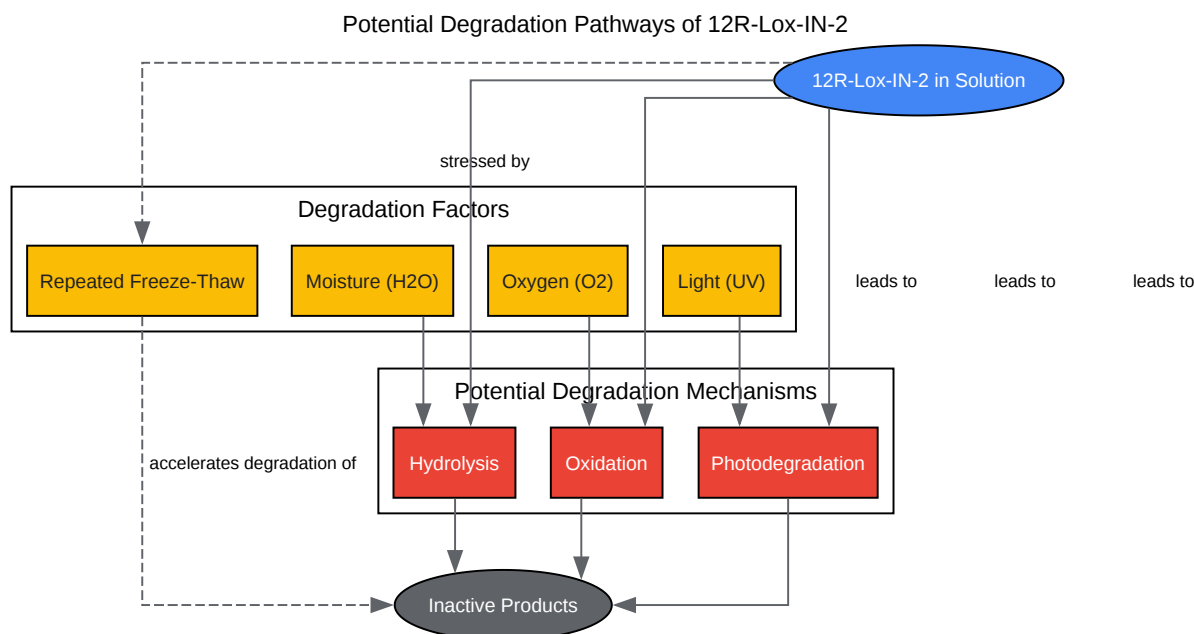 Potential Degradation Pathways of 12R-Lox-IN-2
12R-Lox-IN-2 in Solution
stressed by
Degradation Factors
Repeated Freeze-Thaw
Moisture (H2O)
Oxygen (O2)
Light (UV)
leads to
leads to
leads to
Potential Degradation Mechanisms
accelerates degradation of
Hydrolysis
Oxidation
Photodegradation
Inactive Products